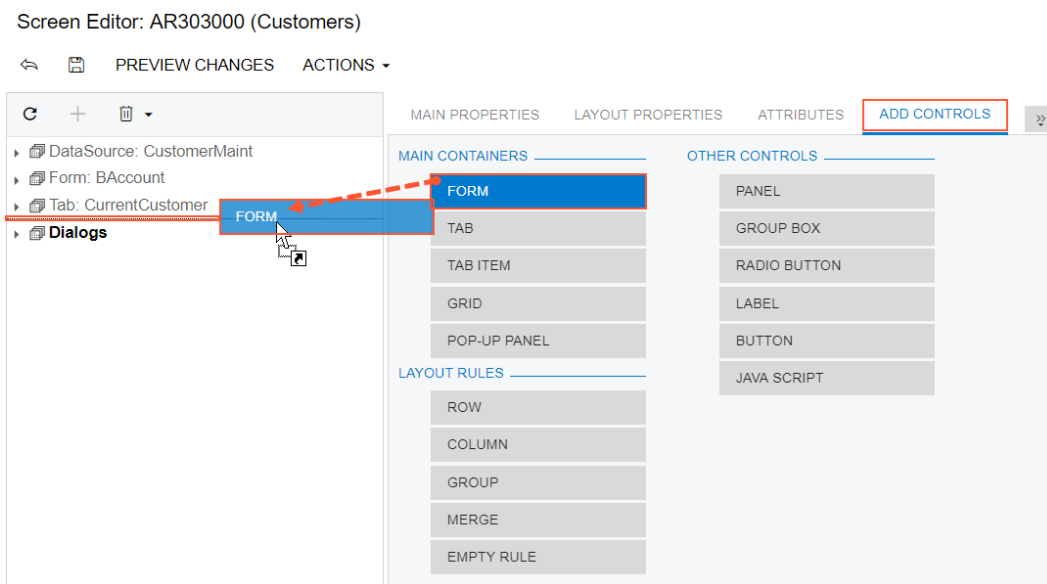 Screen Editor: AR303000 (Customers)
PREVIEW CHANGES ACTIONS
MAIN PROPERTIES LAYOUT PROPERTIES ATTRIBUTES ADD CONTROLS
DataSource: CustomerMaint
Form: BAccount
Tab: CurrentCustomer
Dialogs
FORM
MAIN CONTAINERS
FORM
TAB
TAB ITEM
GRID
POP-UP PANEL
LAYOUT RULES
ROW
COLUMN
GROUP
MERGE
EMPTY RULE
OTHER CONTROLS
PANEL
GROUP BOX
RADIO BUTTON
LABEL
BUTTON
JAVA SCRIPT